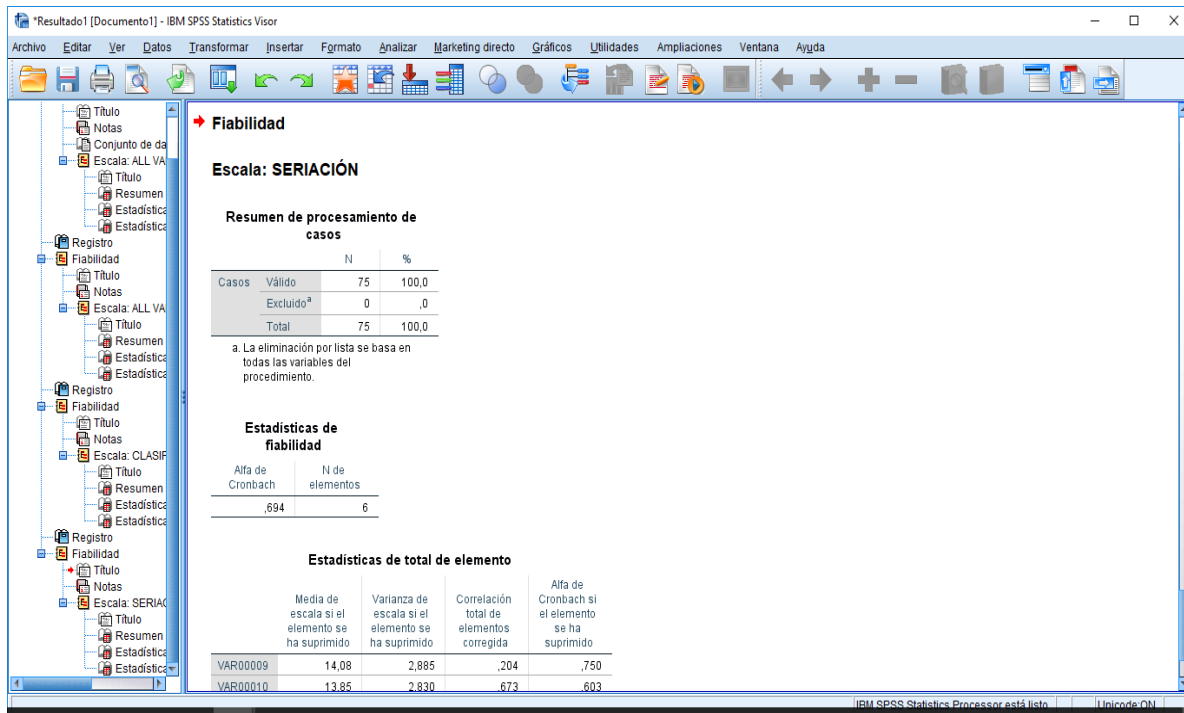 *Resultado1 [Documento1] - IBM SPSS Statistics Visor
Archivo Editar Ver Datos Transformar Insertar Formato Analizar Marketing directo Gráficos Utilidades Ampliaciones Ventana Ayuda
Título
Notas
Conjunto de da
Escala: ALL VA
Título
Resumen
Estadística
Estadística
Registro
Fiabilidad
Título
Notas
Escala: ALL VA
Título
Resumen
Estadística
Estadística
Registro
Fiabilidad
Título
Notas
Escala: CLASIF
Título
Resumen
Estadística
Estadística
Registro
Fiabilidad
Título
Notas
Escala: SERIAC
Título
Resumen
Estadística
Estadística
Fiabilidad
Escala: SERIACIÓN
Resumen de procesamiento de
casos
N %
Casos Válido 75 100,0
Excluidoa 0 ,0
Total 75 100,0
a. La eliminación por lista se basa en
todas las variables del
procedimiento.
Estadísticas de
fiabilidad
Alfa de N de
Cronbach elementos
,694 6
Estadísticas de total de elemento
Alfa de
Media de Varianza de Correlación Cronbach si
escala si el escala si el total de el elemento
elemento se elemento se elementos se ha
ha suprimido ha suprimido corregida suprimido
VAR00009 14,08 2,885 ,204 ,750
VAR00010 13,85 2,830 ,673 ,603
IBM SPSS Statistics Processor está listo Unicode:ON